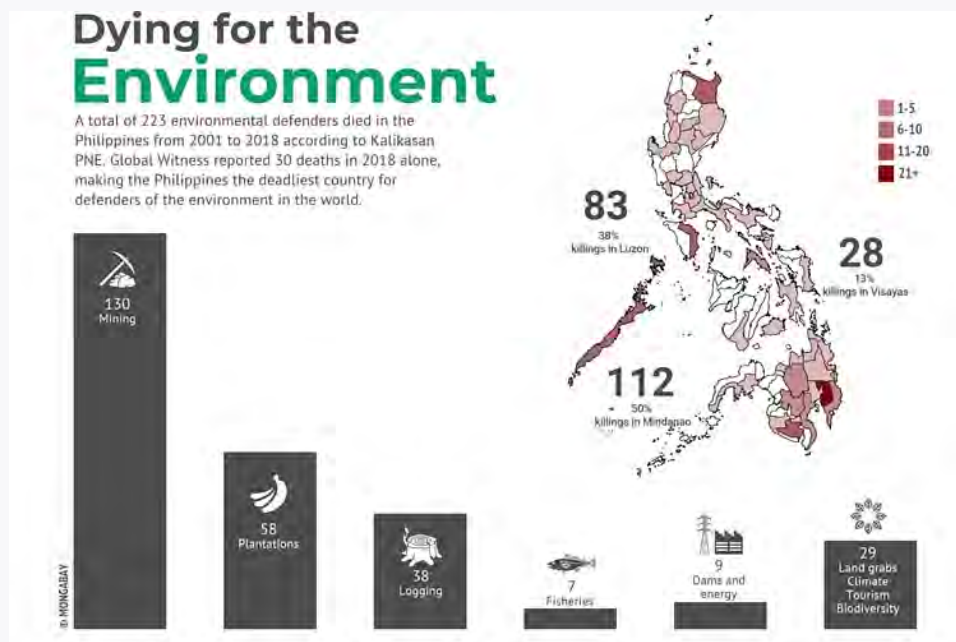 Dying for the
Environment
A total of 223 environmental defenders died in the
Philippines from 2001 to 2018 according to Kalikasan
PNE. Global Witness reported 30 deaths in 2018 alone,
making the Philippines the deadliest country for
defenders of the environment in the world.
1-5
6-10
11-20
21+
83
38%
killings in Luzon
28
13%
killings in Visayas
112
50%
killings in Mindanao
130
Mining
58
Plantations
38
Logging
7
Fisheries
9
Dams and
energy
29
Land grabs
Climate
Tourism
Biodiversity
© MONGABAY